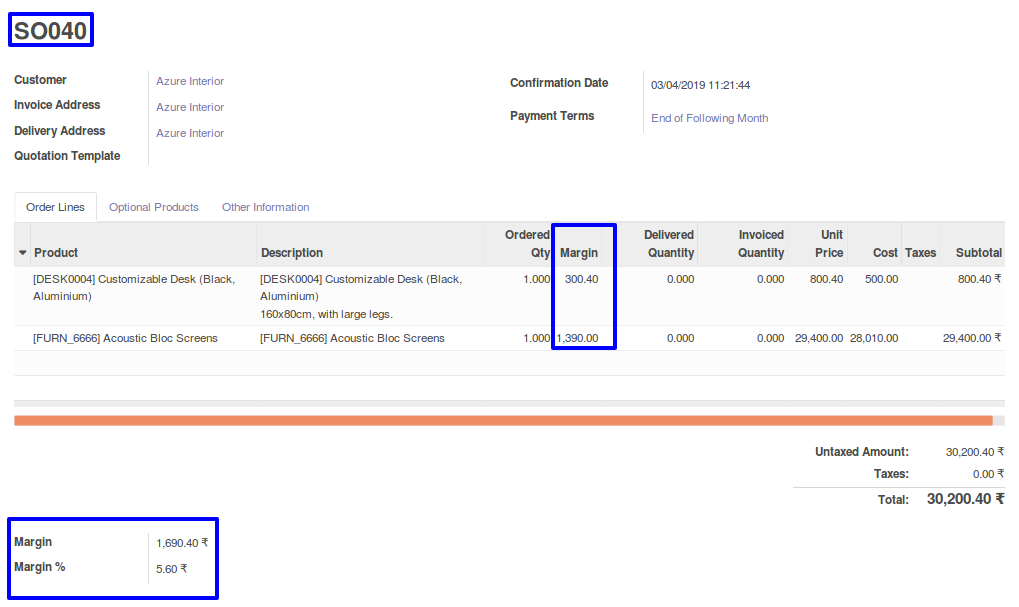 SO040
Customer Azure Interior
Invoice Address Azure Interior
Delivery Address Azure Interior
Quotation Template
Confirmation Date 03/04/2019 11:21:44
Payment Terms End of Following Month
Order Lines Optional Products Other Information
Product Description Ordered Qty Margin Delivered Quantity Invoiced Quantity Unit Price Cost Taxes Subtotal
[DESK0004] Customizable Desk (Black, Aluminium) [DESK0004] Customizable Desk (Black, Aluminium) 160x80cm, with large legs. 1.000 300.40 0.000 0.000 800.40 500.00 800.40 ₹
[FURN_6666] Acoustic Bloc Screens [FURN_6666] Acoustic Bloc Screens 1.000 1,390.00 0.000 0.000 29,400.00 28,010.00 29,400.00 ₹
Untaxed Amount: 30,200.40 ₹
Taxes: 0.00 ₹
Total: 30,200.40 ₹
Margin 1,690.40 ₹
Margin % 5.60 ₹